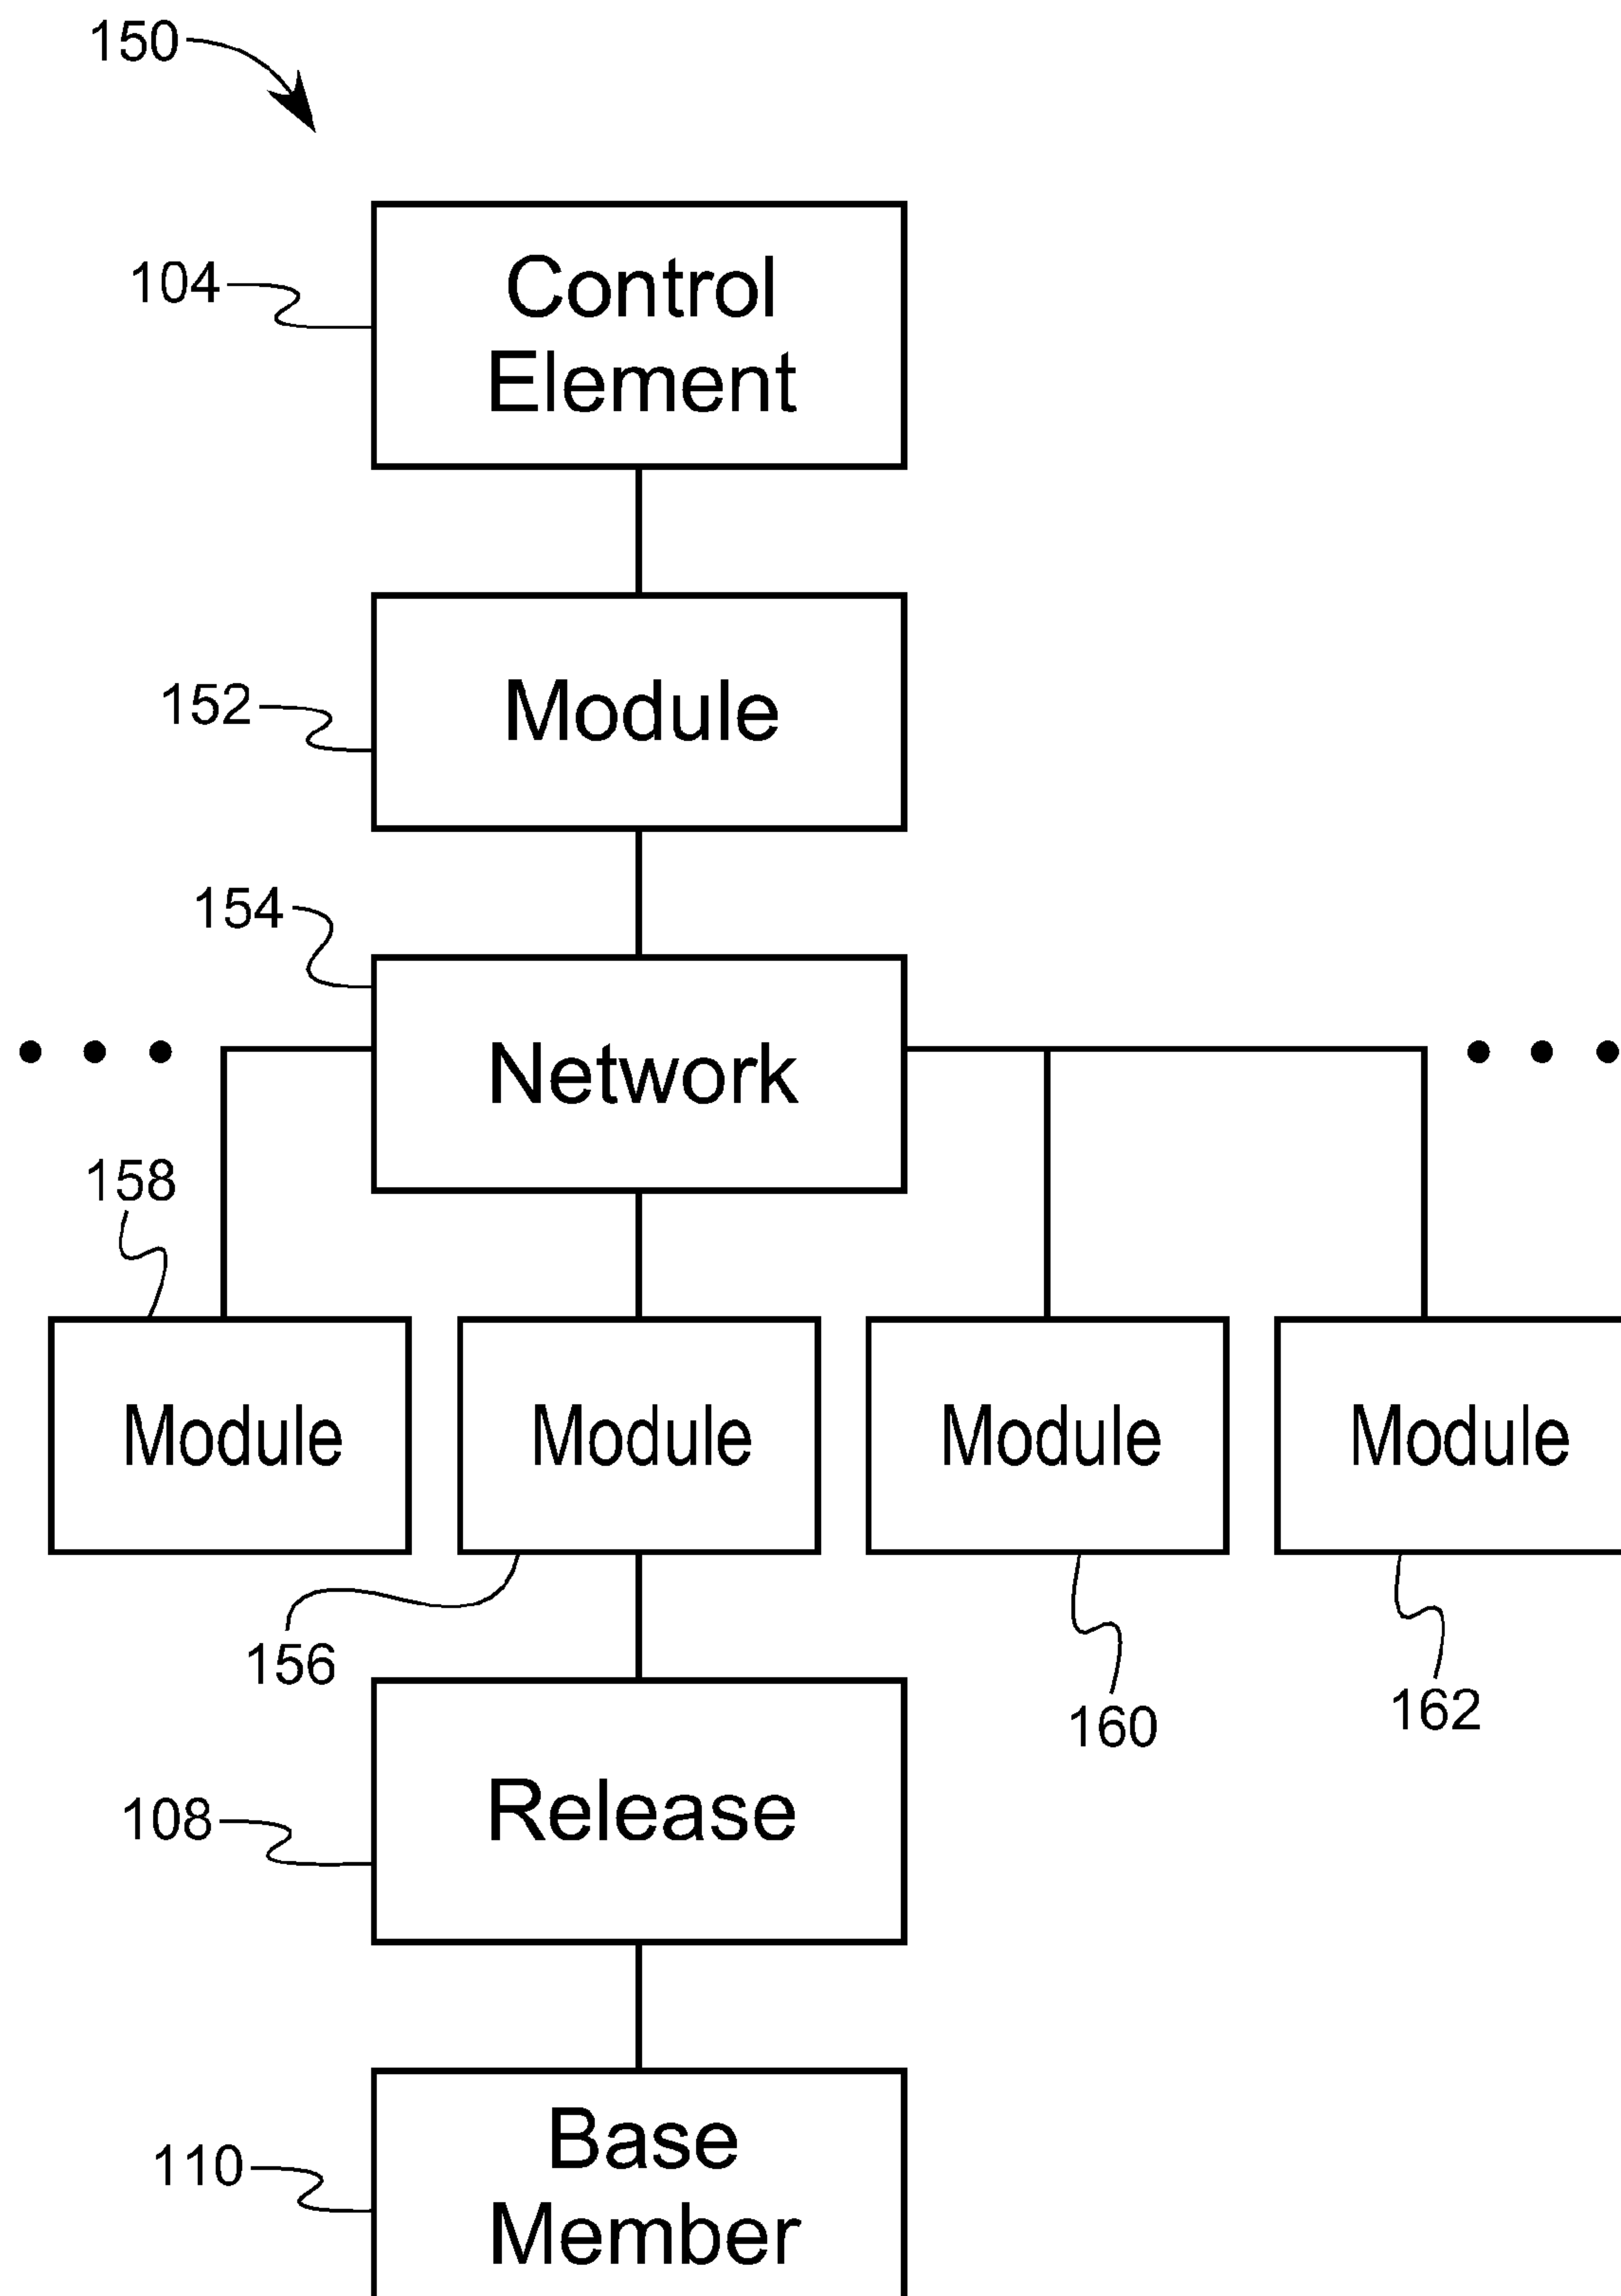 150
104
Control
Element
152
Module
154
Network
158
Module
Module
Module
Module
156
160
162
Release
108
110
Base
Member